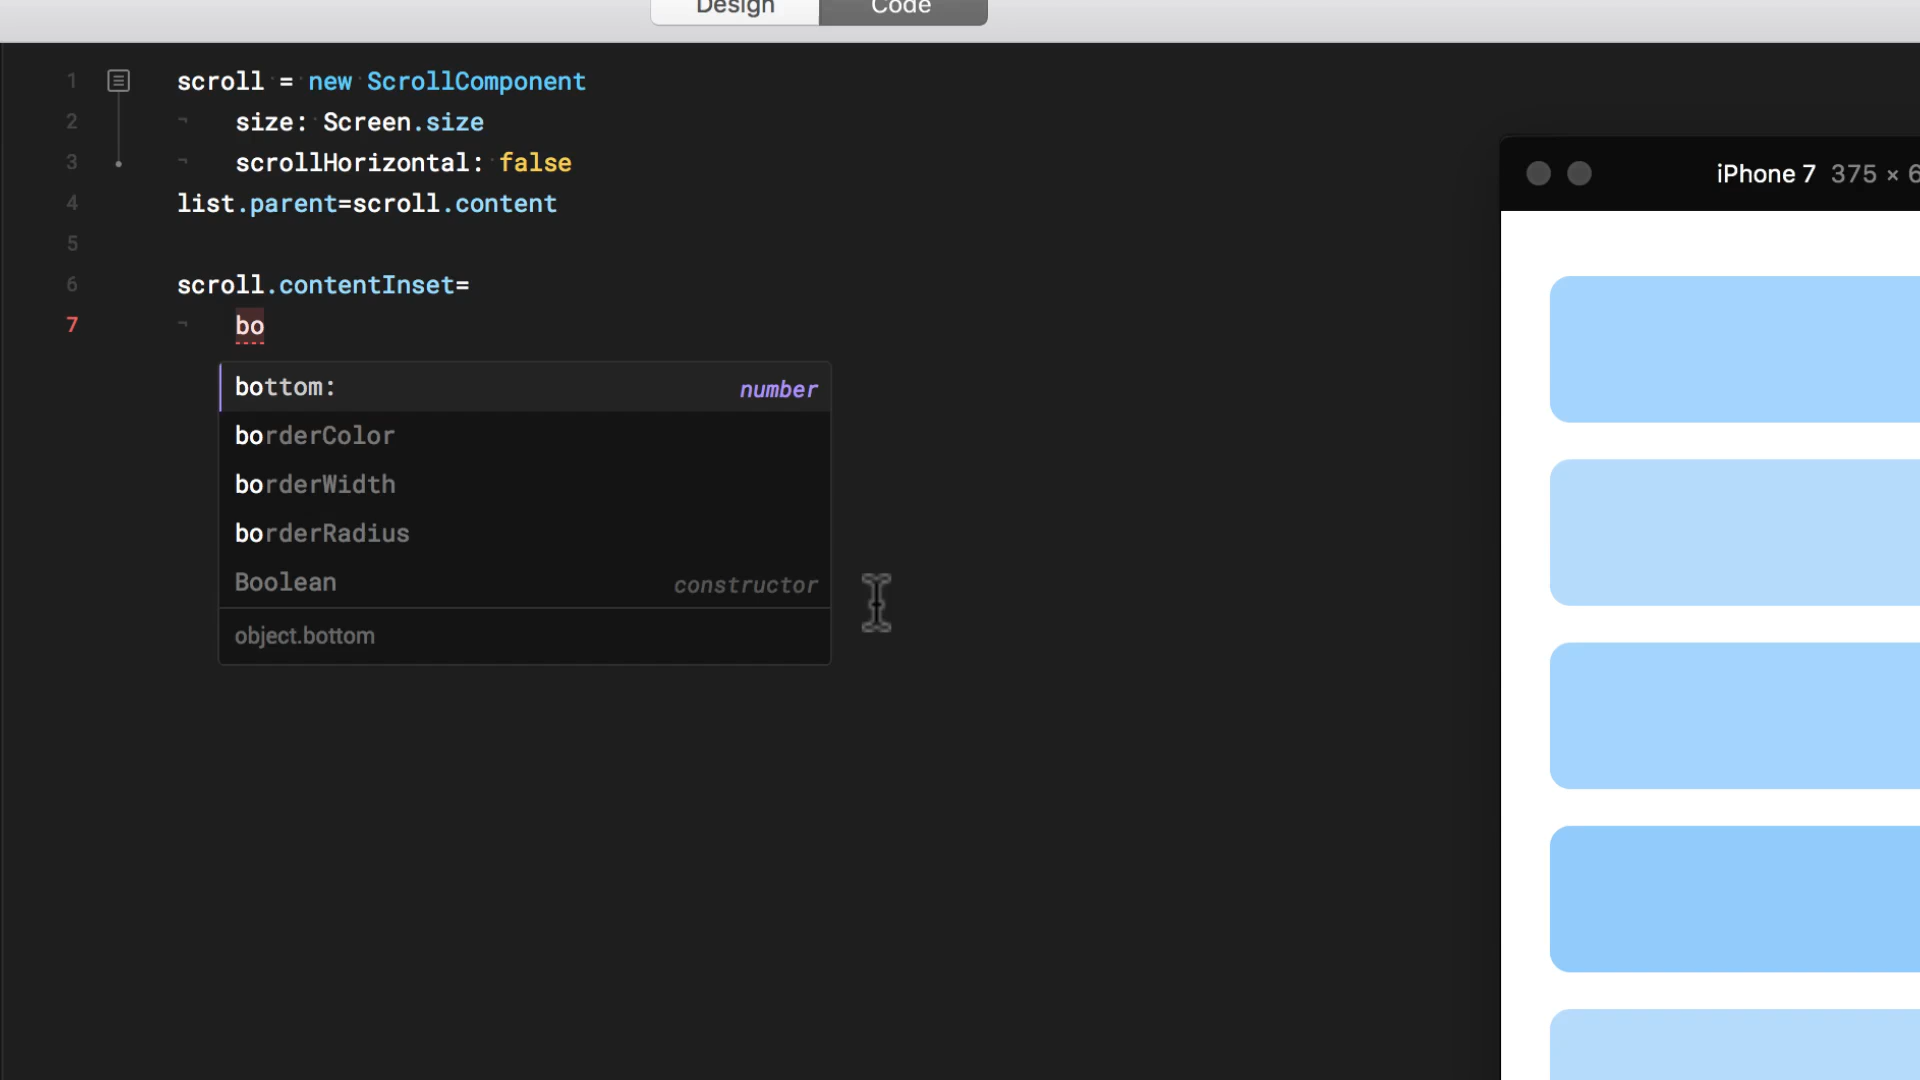 Design Code
1 scroll = new ScrollComponent
2 size: Screen.size
3 scrollHorizontal: false
4 list.parent=scroll.content
5
6 scroll.contentInset=
7 bo
bottom: number
borderColor
borderWidth
borderRadius
Boolean constructor
object.bottom
iPhone 7 375 × 6